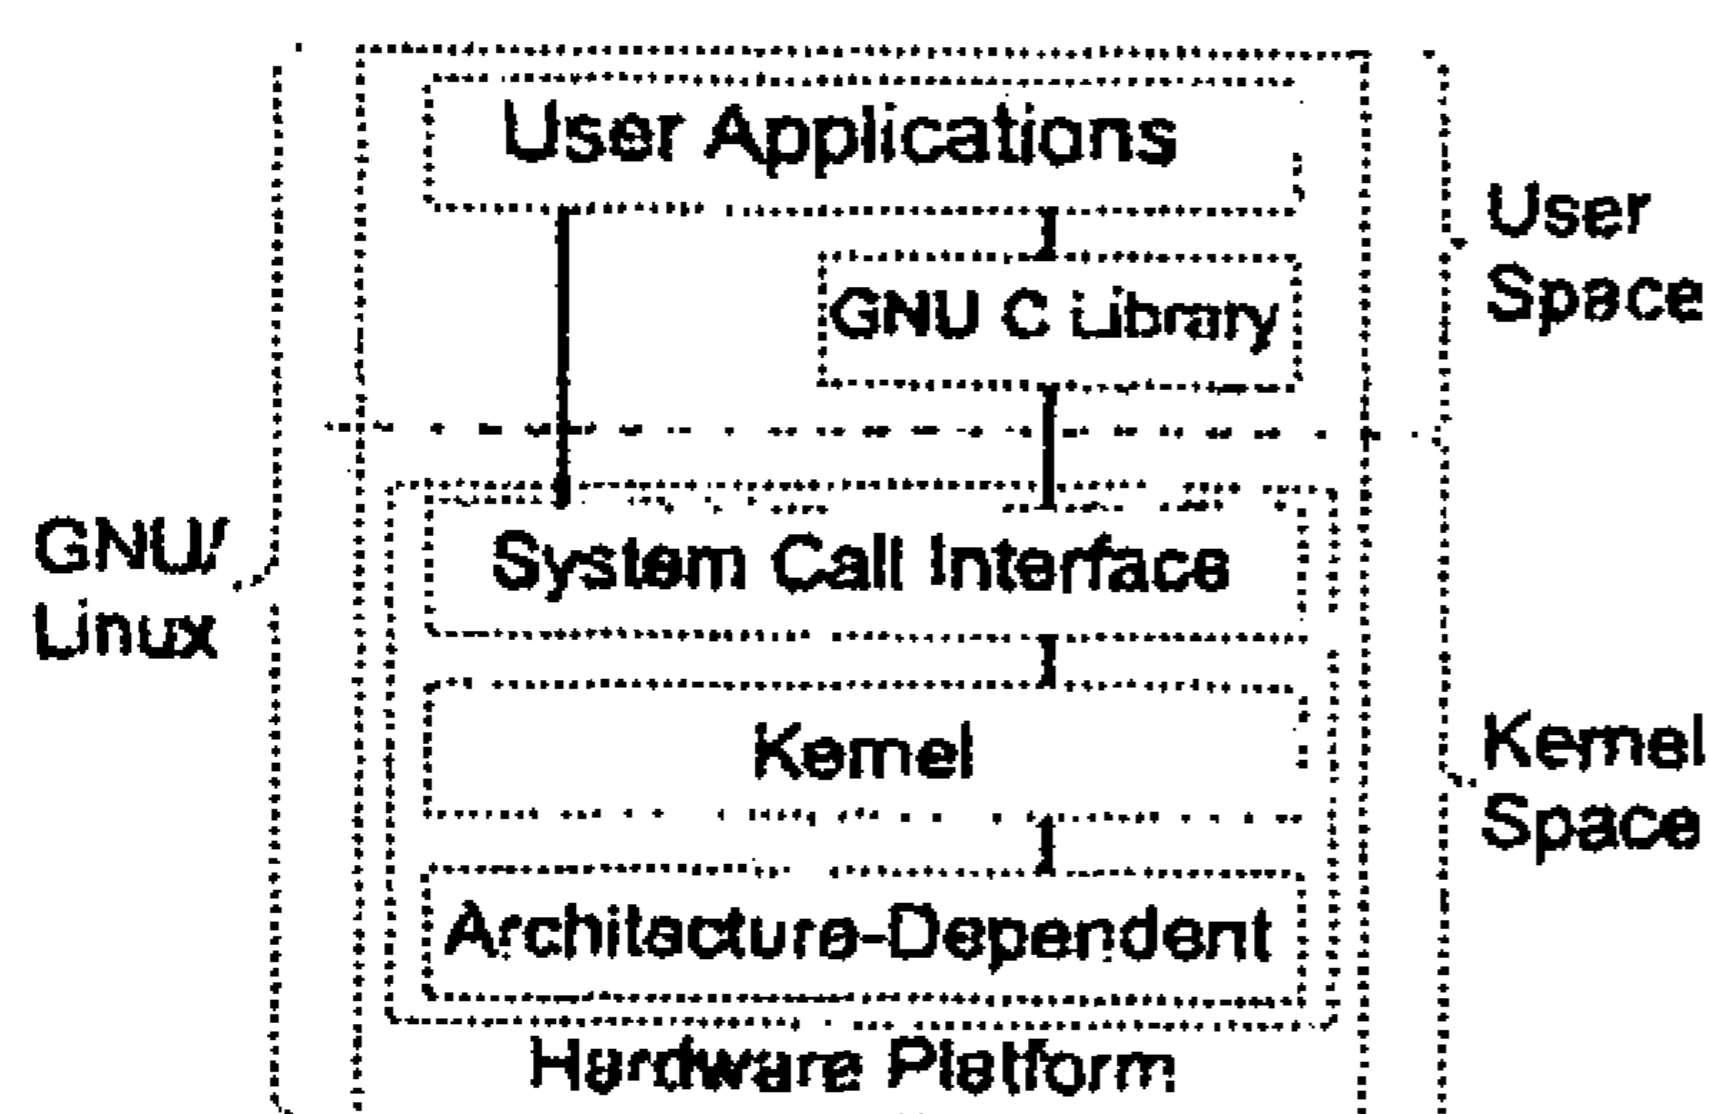 User Applications
User
Space
GNU C Library
GNU/
Linux
System Call Interface
Kernel
Kernel
Space
Architecture-Dependent
Hardware Platform